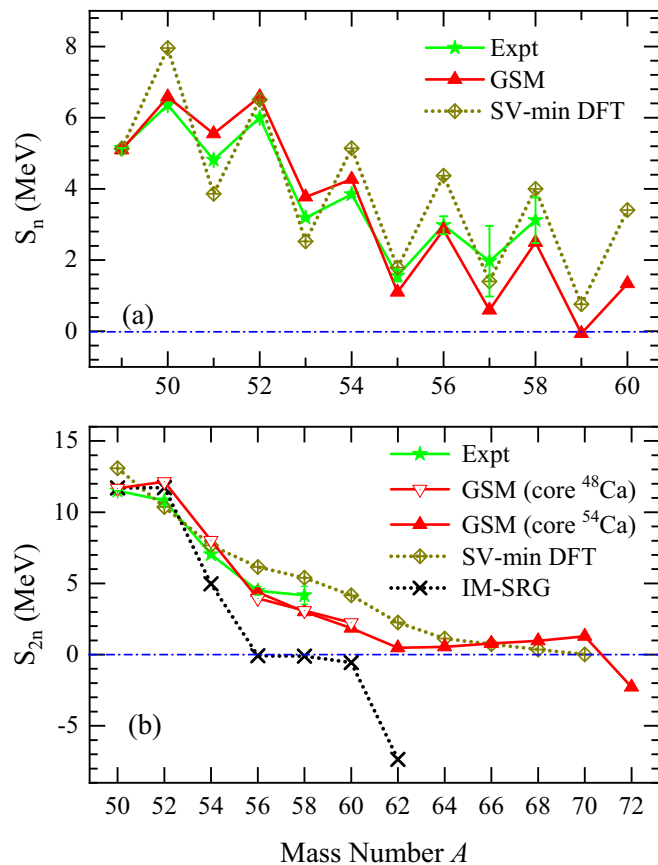 8
6
4
2
0
S_n (MeV)
Expt
GSM
SV-min DFT
(a)
50 52 54 56 58 60
15
10
5
0
-5
S_2n (MeV)
Expt
GSM (core ⁴⁸Ca)
GSM (core ⁵⁴Ca)
SV-min DFT
IM-SRG
(b)
50 52 54 56 58 60 62 64 66 68 70 72
Mass Number A